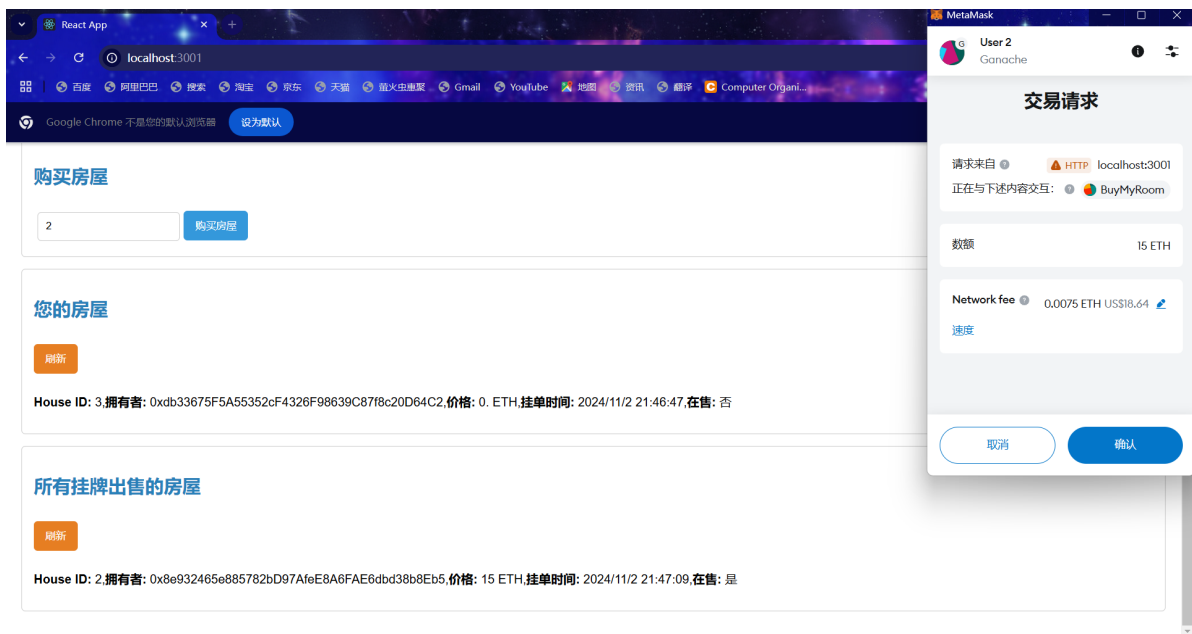 React App
localhost:3001
百度 阿里巴巴 搜索 淘宝 京东 天猫 萤火虫惠聚 Gmail YouTube 地图 资讯 翻译 Computer Organi...
Google Chrome 不是您的默认浏览器 设为默认
购买房屋
2 购买房屋
您的房屋
刷新
House ID: 3,拥有者: 0xdb33675F5A55352cF4326F98639C87f8c20D64C2,价格: 0. ETH,挂单时间: 2024/11/2 21:46:47,在售: 否
所有挂牌出售的房屋
刷新
House ID: 2,拥有者: 0x8e932465e885782bD97AfeE8A6FAE6dbd38b8Eb5,价格: 15 ETH,挂单时间: 2024/11/2 21:47:09,在售: 是
MetaMask
G User 2
Ganache
交易请求
请求来自 HTTP localhost:3001
正在与下述内容交互: BuyMyRoom
数额 15 ETH
Network fee 0.0075 ETH US$18.64
速度
取消 确认